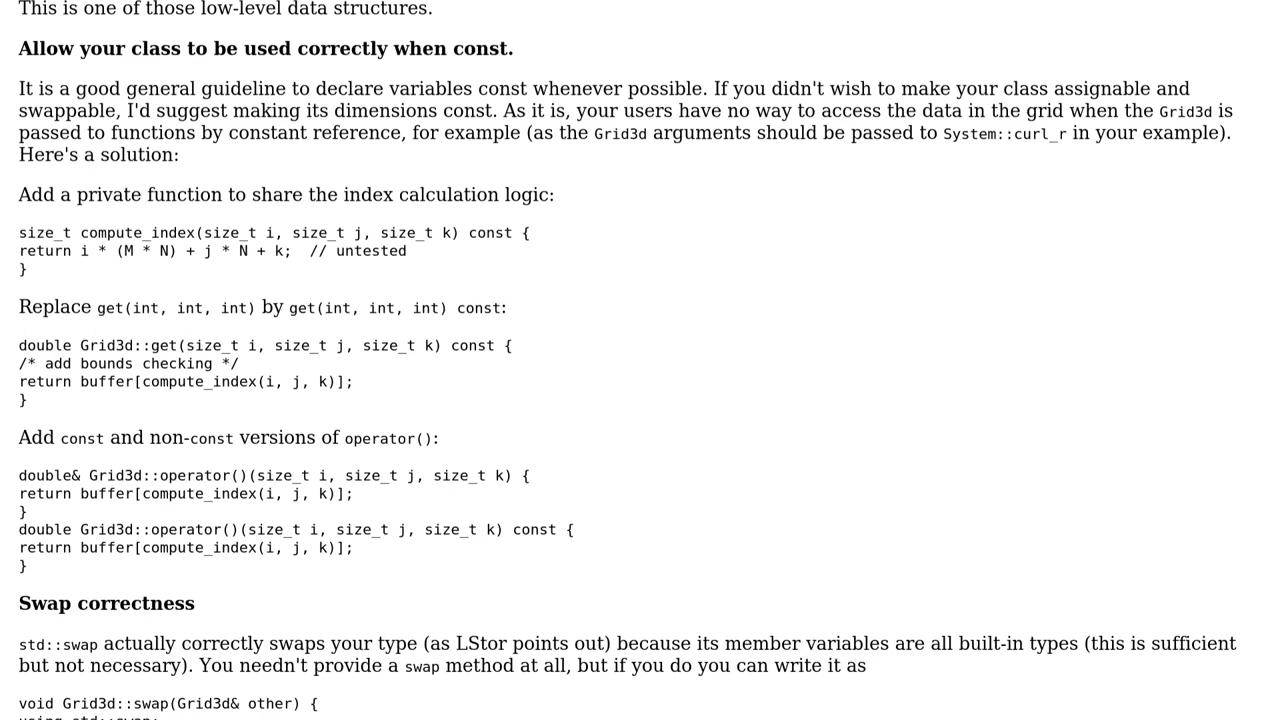 This is one of those low-level data structures.
Allow your class to be used correctly when const.
It is a good general guideline to declare variables const whenever possible. If you didn't wish to make your class assignable and
swappable, I'd suggest making its dimensions const. As it is, your users have no way to access the data in the grid when the Grid3d is
passed to functions by constant reference, for example (as the Grid3d arguments should be passed to System::curl_r in your example).
Here's a solution:
Add a private function to share the index calculation logic:
size_t compute_index(size_t i, size_t j, size_t k) const {
return i * (M * N) + j * N + k;  // untested
}
Replace get(int, int, int) by get(int, int, int) const:
double Grid3d::get(size_t i, size_t j, size_t k) const {
/* add bounds checking */
return buffer[compute_index(i, j, k)];
}
Add const and non-const versions of operator():
double& Grid3d::operator()(size_t i, size_t j, size_t k) {
return buffer[compute_index(i, j, k)];
}
double Grid3d::operator()(size_t i, size_t j, size_t k) const {
return buffer[compute_index(i, j, k)];
}
Swap correctness
std::swap actually correctly swaps your type (as LStor points out) because its member variables are all built-in types (this is sufficient
but not necessary). You needn't provide a swap method at all, but if you do you can write it as
void Grid3d::swap(Grid3d& other) {
using std::swap;